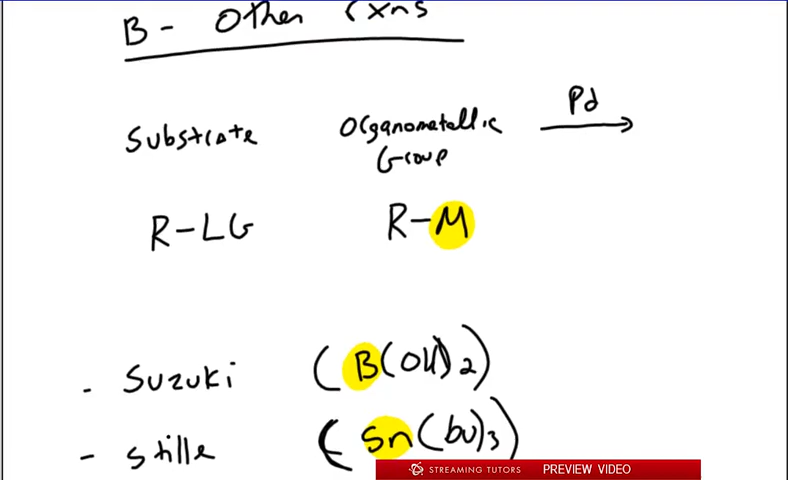 B- Other rxns
Substrate Organometallic Pd
Group
R-LG R-M
- Suzuki (B(OH)2)
- Stille (Sn(bu)3)
STREAMING TUTORS PREVIEW VIDEO